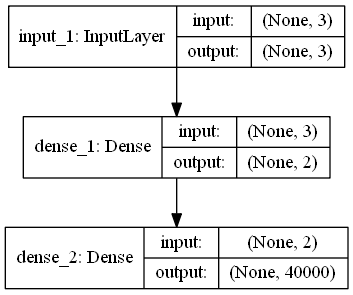 input_1: InputLayer
input: (None, 3)
output: (None, 3)
dense_1: Dense
input: (None, 3)
output: (None, 2)
dense_2: Dense
input: (None, 2)
output: (None, 40000)